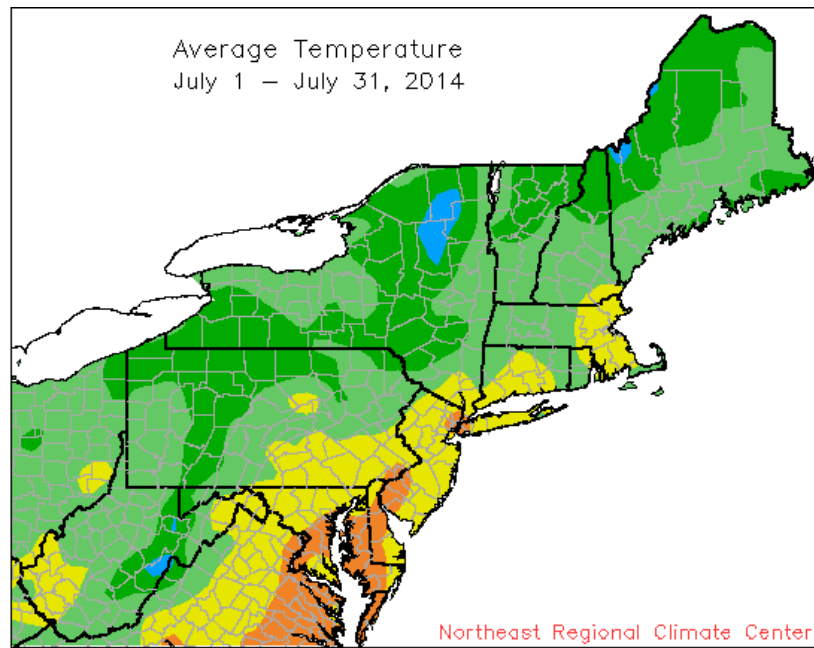 Average Temperature
July 1 – July 31, 2014
Northeast Regional Climate Center